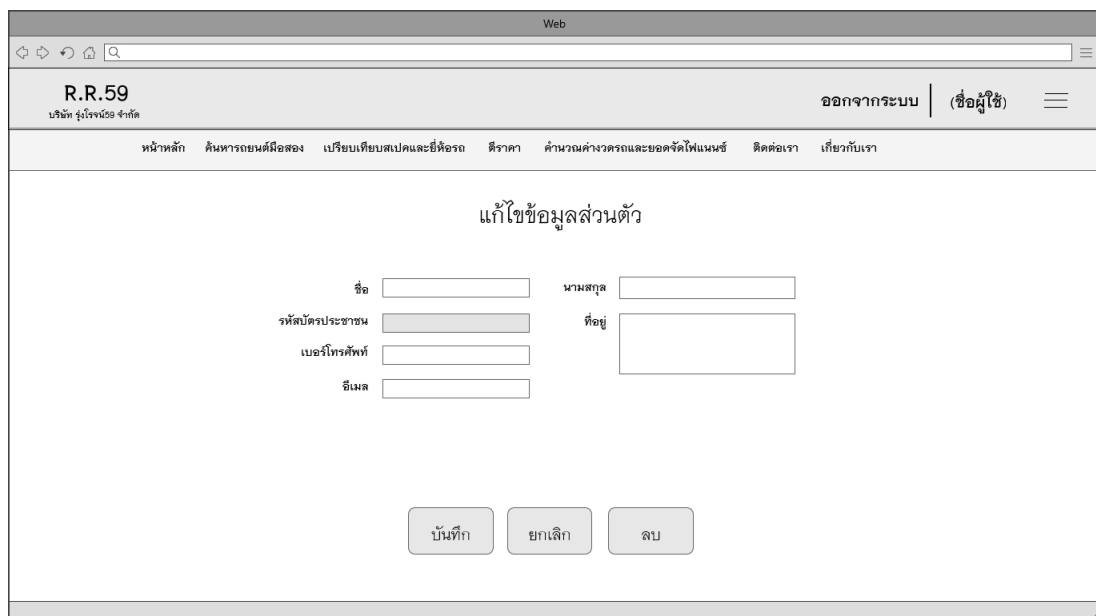 Web
R.R.59
บริษัท รุ่งโรจน์59 จำกัด
ออกจากระบบ (ชื่อผู้ใช้)
หน้าหลัก ค้นหารถยนต์มือสอง เปรียบเทียบสเปคและยี่ห้อรถ ตีราคา คำนวณค่างวดรถและยอดจัดไฟแนนซ์ ติดต่อเรา เกี่ยวกับเรา
แก้ไขข้อมูลส่วนตัว
ชื่อ นามสกุล
รหัสบัตรประชาชน ที่อยู่
เบอร์โทรศัพท์
อีเมล
บันทึก ยกเลิก ลบ